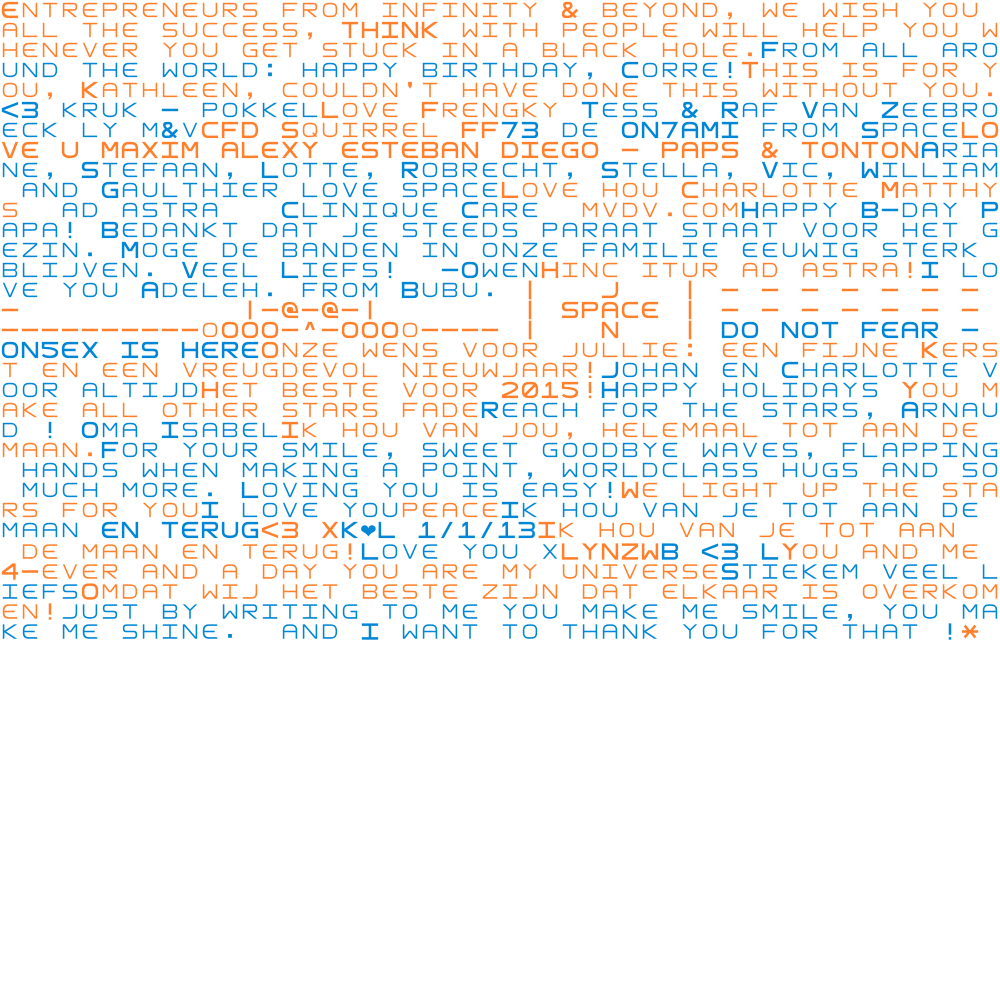 ENTREPRENEURS FROM INFINITY & BEYOND, WE WISH YOU
ALL THE SUCCESS, THINK WITH PEOPLE WILL HELP YOU W
HENEVER YOU GET STUCK IN A BLACK HOLE.FROM ALL ARO
UND THE WORLD: HAPPY BIRTHDAY, CORRE!THIS IS FOR Y
OU, KATHLEEN, COULDN'T HAVE DONE THIS WITHOUT YOU.
<3 KRUK – POKKELLOVE FRENGKY TESS & RAF VAN ZEEBRO
ECK LY M&VCFD SQUIRREL FF73 DE ON7AMI FROM SPACELO
VE U MAXIM ALEXY ESTEBAN DIEGO – PAPS & TONTONARIA
NE, STEFAAN, LOTTE, ROBRECHT, STELLA, VIC, WILLIAM
AND GAULTHIER LOVE SPACELOVE HOU CHARLOTTE MATTHY
S  AD ASTRA   CLINIQUE CARE  MVDV.COMHAPPY B–DAY P
APA! BEDANKT DAT JE STEEDS PARAAT STAAT VOOR HET G
EZIN. MOGE DE BANDEN IN ONZE FAMILIE EEUWIG STERK
BLIJVEN. VEEL LIEFS!  –OWENHINC ITUR AD ASTRA!I LO
VE YOU ADELEH. FROM BUBU. |   J   | – – – – – – –
–           |–@–@–|         | SPACE | – – – – – – –
––––––––––OOOO–^–OOOO–––– |   N   | DO NOT FEAR –
ON5EX IS HEREONZE WENS VOOR JULLIE: EEN FIJNE KERS
T EN EEN VREUGDEVOL NIEUWJAAR!JOHAN EN CHARLOTTE V
OOR ALTIJDHET BESTE VOOR 2015!HAPPY HOLIDAYS YOU M
AKE ALL OTHER STARS FADEREACH FOR THE STARS, ARNAU
D ! OMA ISABELIK HOU VAN JOU, HELEMAAL TOT AAN DE
MAAN.FOR YOUR SMILE, SWEET GOODBYE WAVES, FLAPPING
HANDS WHEN MAKING A POINT, WORLDCLASS HUGS AND SO
MUCH MORE. LOVING YOU IS EASY!WE LIGHT UP THE STA
RS FOR YOUI LOVE YOUPEACEIK HOU VAN JE TOT AAN DE
MAAN EN TERUG<3 XK❤L 1/1/13IK HOU VAN JE TOT AAN
DE MAAN EN TERUG!LOVE YOU XLYNZWB <3 LYOU AND ME
4–EVER AND A DAY YOU ARE MY UNIVERSESTIEKEM VEEL L
IEFSOMDAT WIJ HET BESTE ZIJN DAT ELKAAR IS OVERKOM
EN!JUST BY WRITING TO ME YOU MAKE ME SMILE, YOU MA
KE ME SHINE.  AND I WANT TO THANK YOU FOR THAT !*